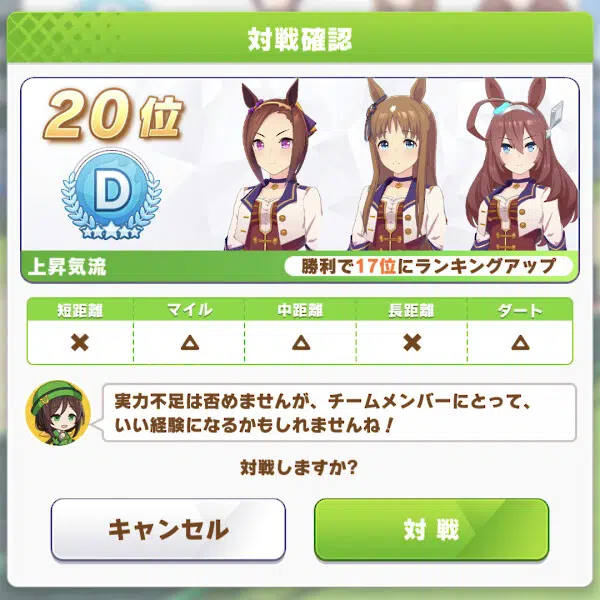 対戦確認
20位
D
上昇気流
勝利で17位にランキングアップ
短距離 マイル 中距離 長距離 ダート
× △ △ × △
実力不足は否めませんが、チームメンバーにとって、
いい経験になるかもしれませんね！
対戦しますか?
キャンセル 対戦